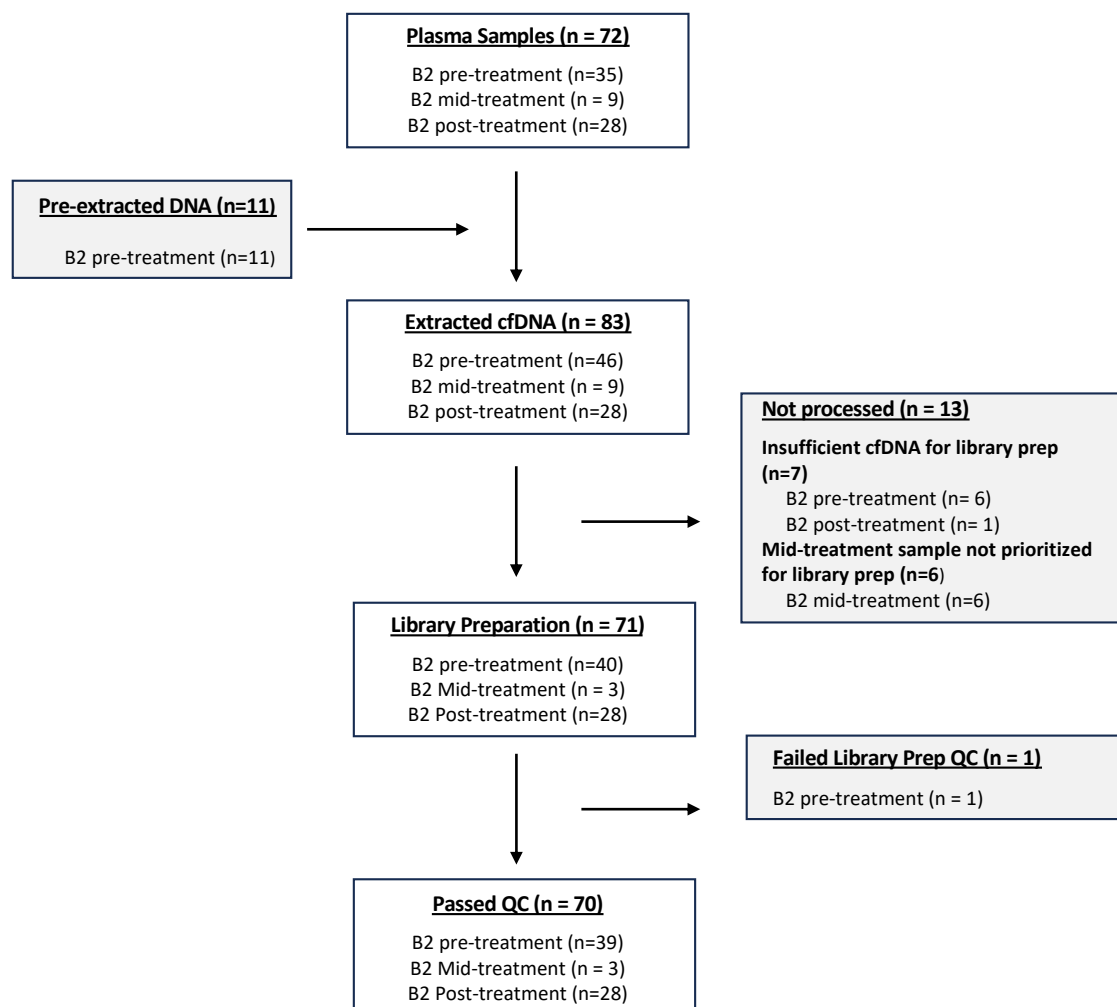 Plasma Samples (n = 72)
B2 pre-treatment (n=35)
B2 mid-treatment (n = 9)
B2 post-treatment (n=28)
Pre-extracted DNA (n=11)
B2 pre-treatment (n=11)
Extracted cfDNA (n = 83)
B2 pre-treatment (n=46)
B2 mid-treatment (n = 9)
B2 post-treatment (n=28)
Not processed (n = 13)
Insufficient cfDNA for library prep
(n=7)
B2 pre-treatment (n= 6)
B2 post-treatment (n= 1)
Mid-treatment sample not prioritized
for library prep (n=6)
B2 mid-treatment (n=6)
Library Preparation (n = 71)
B2 pre-treatment (n=40)
B2 Mid-treatment (n = 3)
B2 Post-treatment (n=28)
Failed Library Prep QC (n = 1)
B2 pre-treatment (n = 1)
Passed QC (n = 70)
B2 pre-treatment (n=39)
B2 Mid-treatment (n = 3)
B2 Post-treatment (n=28)